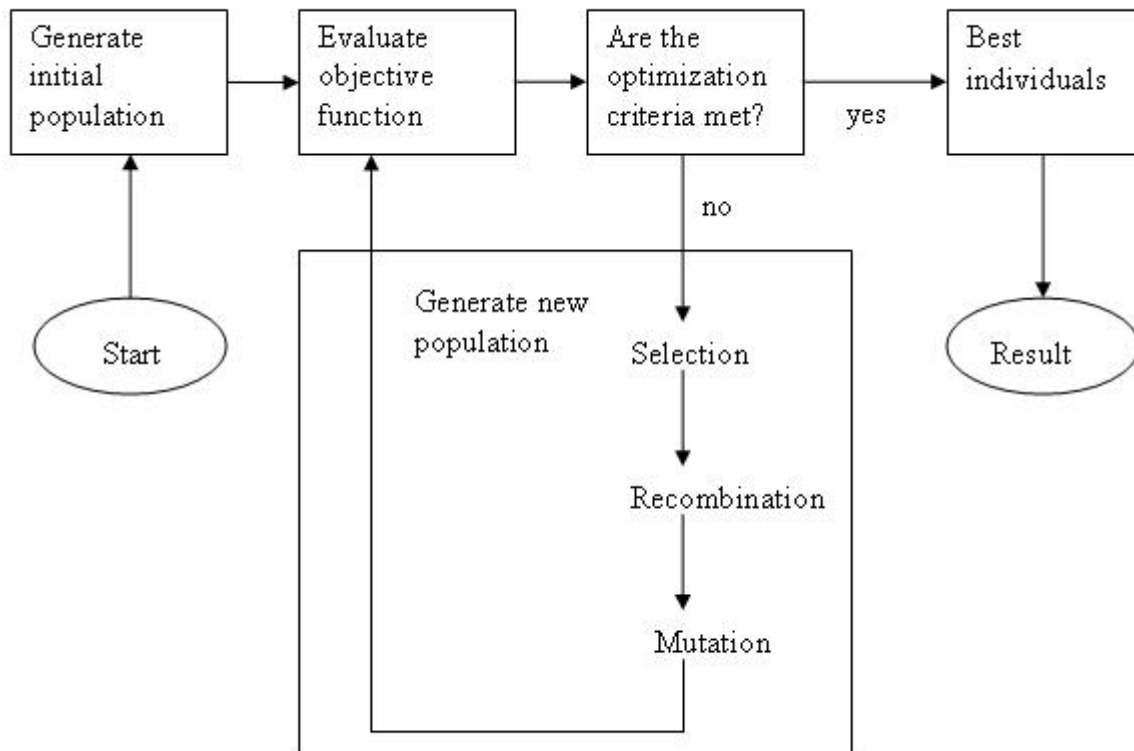 Generate
initial
population
Evaluate
objective
function
Are the
optimization
criteria met?
Best
individuals
yes
no
Start
Generate new
population
Selection
Result
Recombination
Mutation